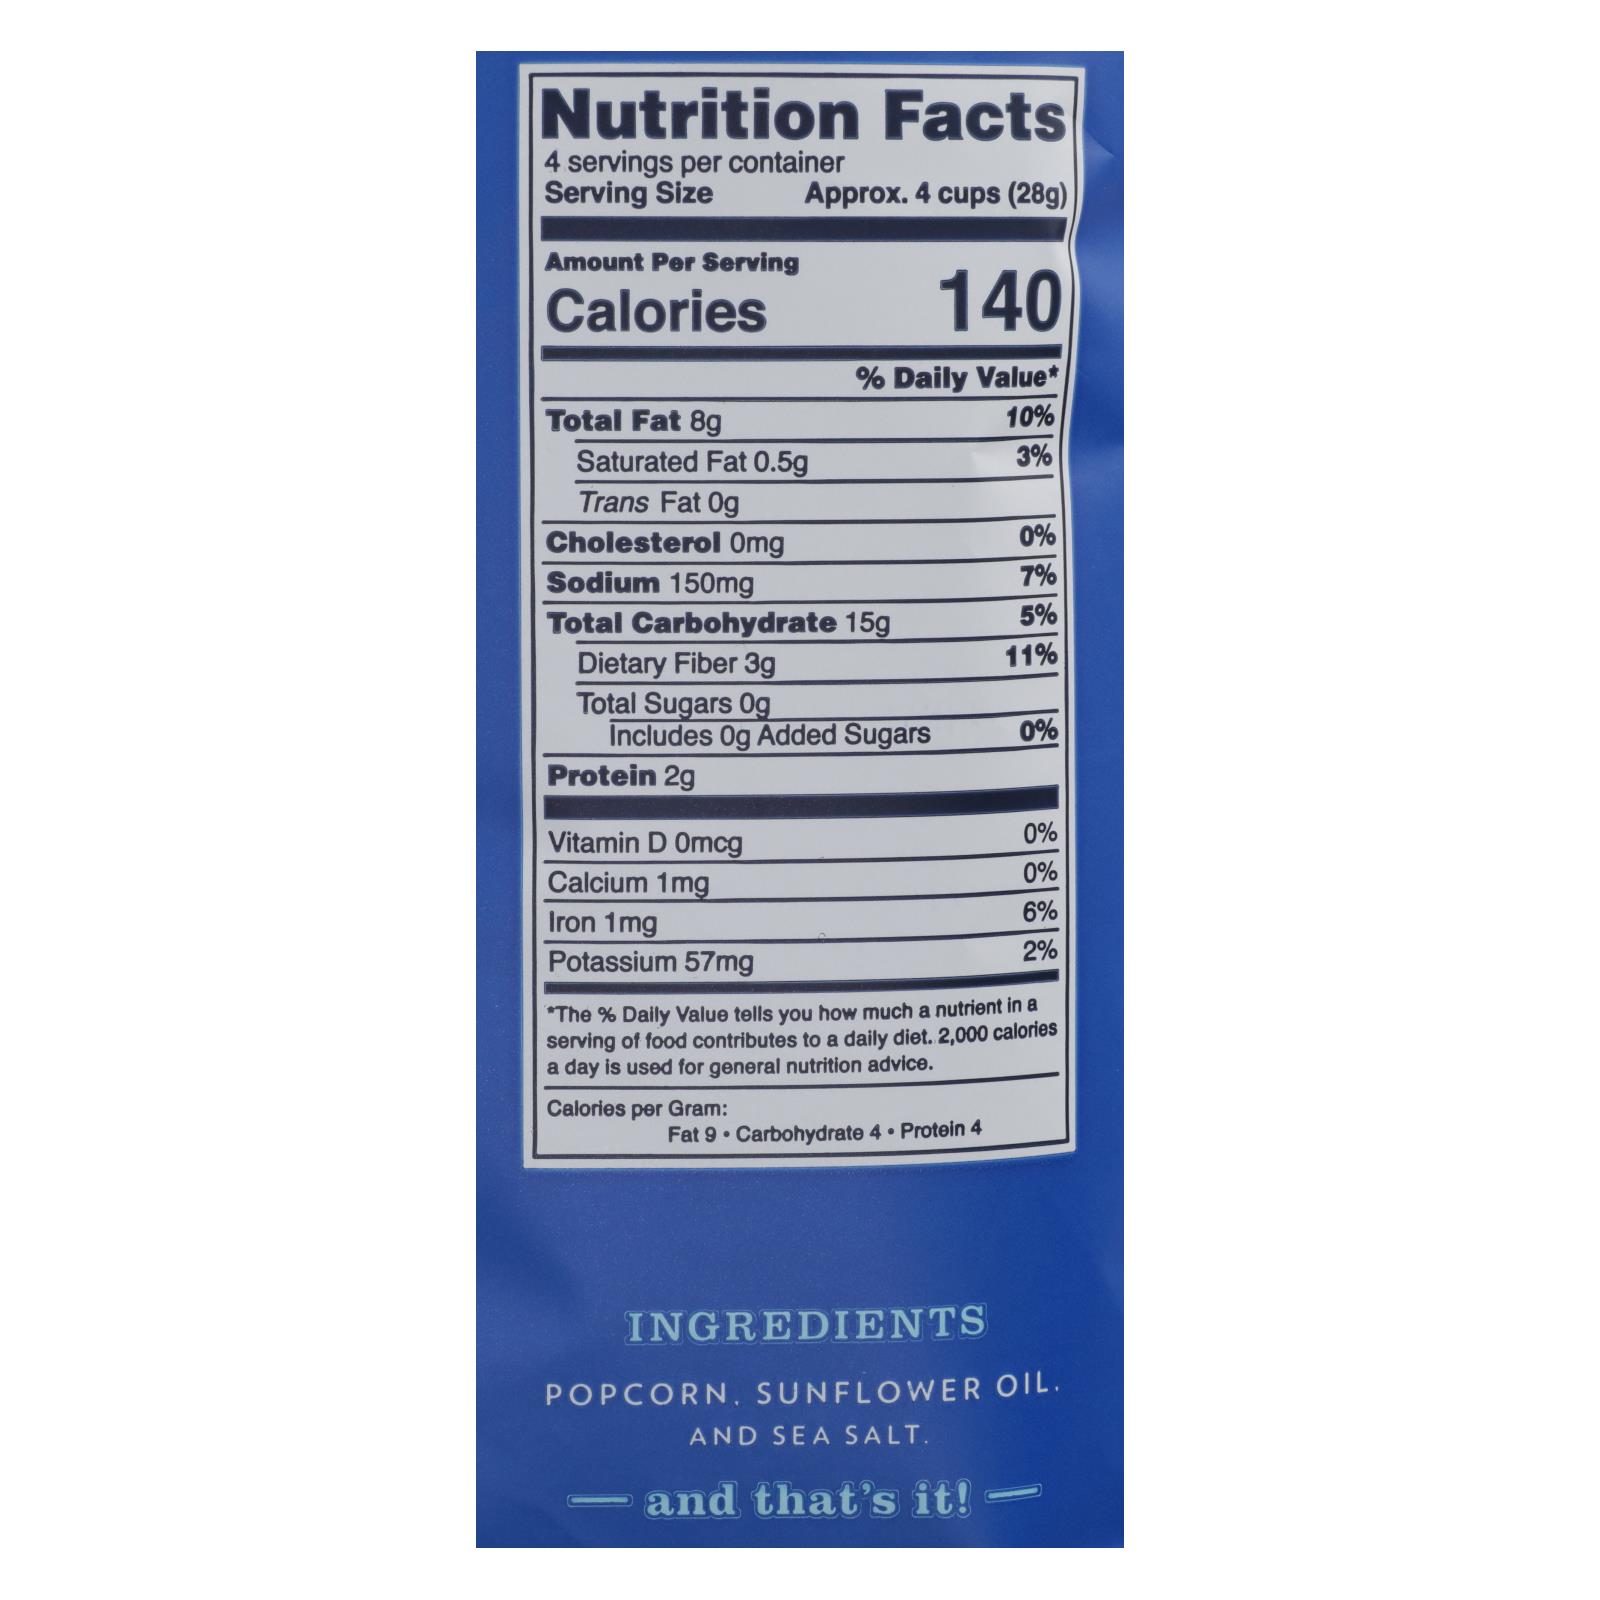 Nutrition Facts
4 servings per container
Serving Size Approx. 4 cups (28g)
Amount Per Serving
Calories 140
% Daily Value*
Total Fat 8g 10%
Saturated Fat 0.5g 3%
Trans Fat 0g
Cholesterol 0mg 0%
Sodium 150mg 7%
Total Carbohydrate 15g 5%
Dietary Fiber 3g 11%
Total Sugars 0g
Includes 0g Added Sugars 0%
Protein 2g
Vitamin D 0mcg 0%
Calcium 1mg 0%
Iron 1mg 6%
Potassium 57mg 2%
*The % Daily Value tells you how much a nutrient in a
serving of food contributes to a daily diet. 2,000 calories
a day is used for general nutrition advice.
Calories per Gram:
Fat 9 • Carbohydrate 4 • Protein 4
INGREDIENTS
POPCORN, SUNFLOWER OIL,
AND SEA SALT.
— and that's it! —